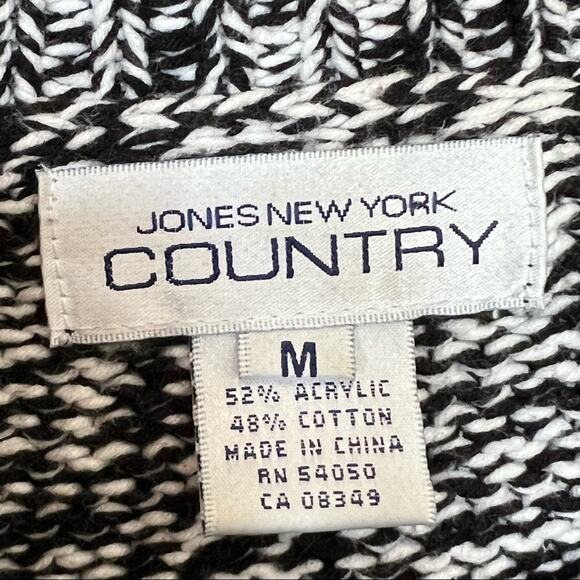 JONES NEW YORK
COUNTRY
M
52% ACRYLIC
48% COTTON
MADE IN CHINA
RN 54050
CA 08349